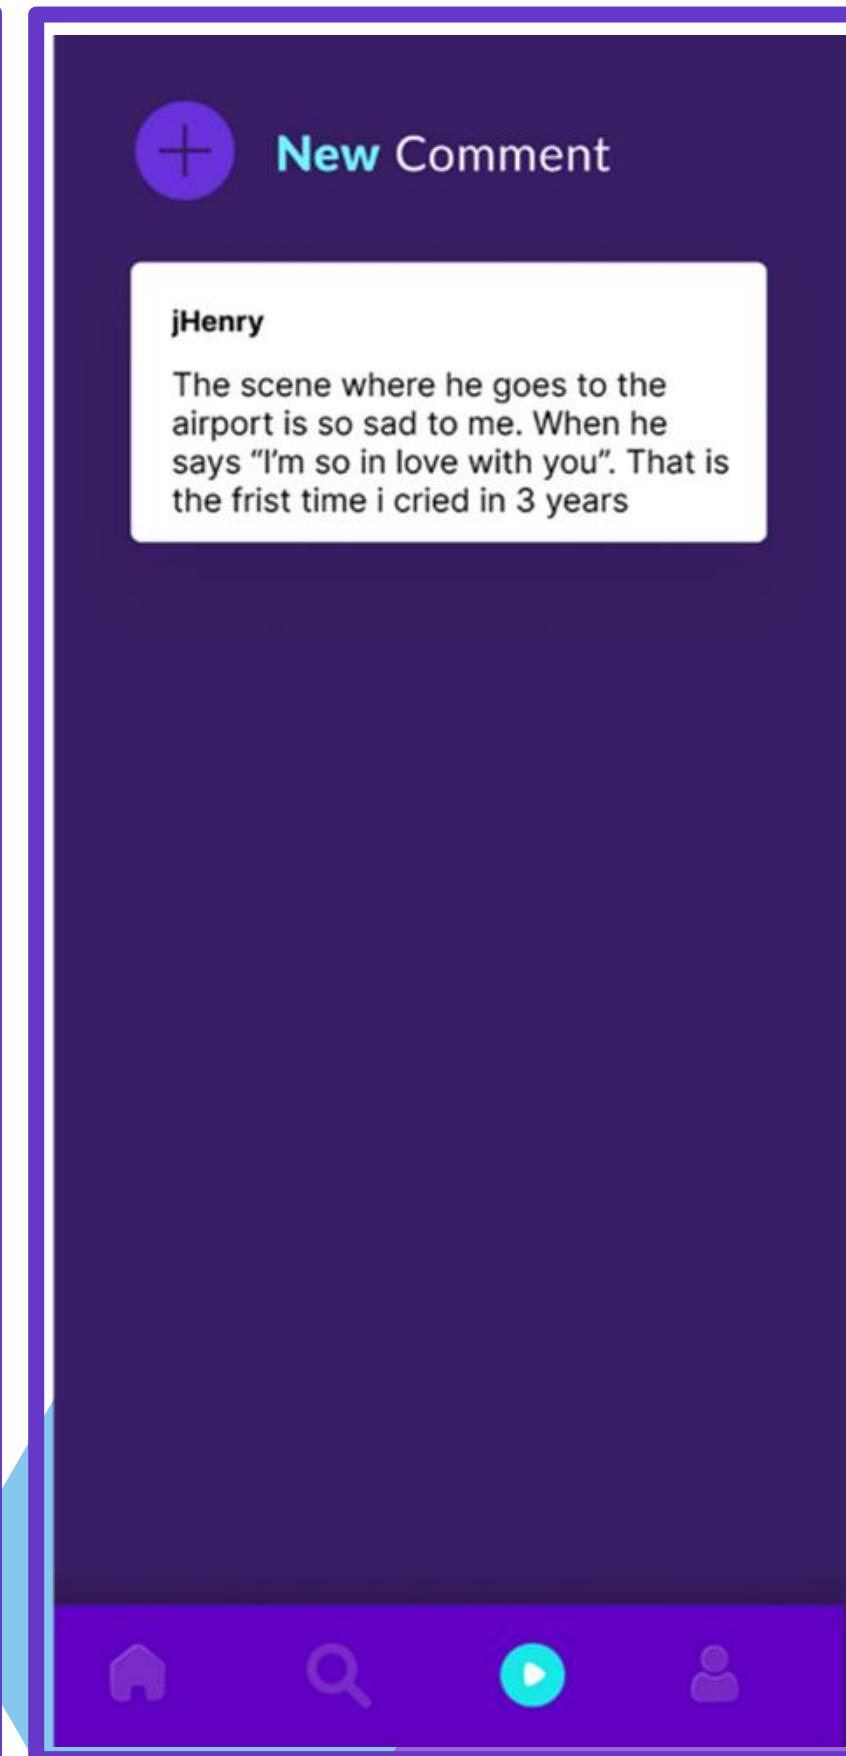 New Comment
jHenry
The scene where he goes to the
airport is so sad to me. When he
says “I’m so in love with you”. That is
the frist time i cried in 3 years